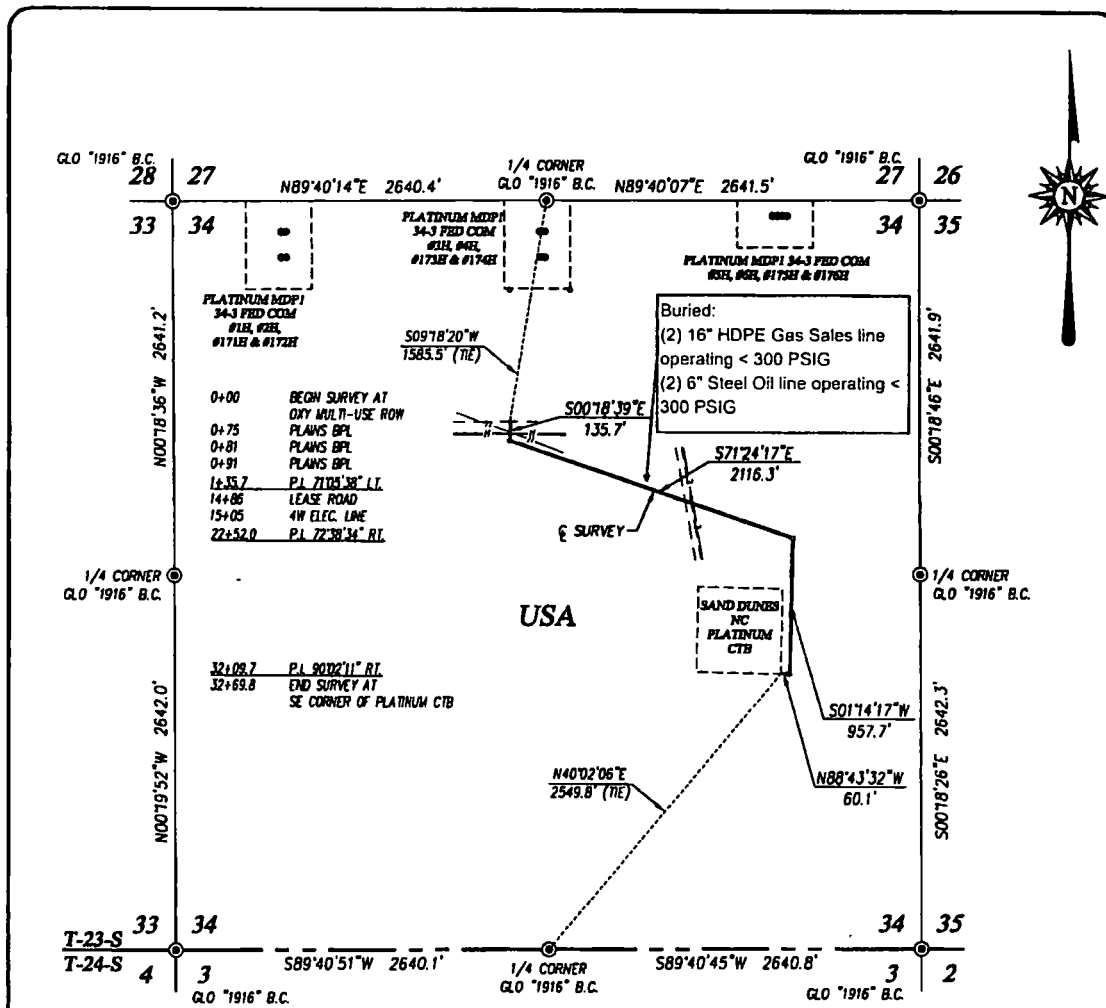 GLO "1916" B.C.
28 27
33 34
N89°40'14"E 2640.4'
1/4 CORNER
GLO "1916" B.C.
N89°40'07"E 2641.5'
GLO "1916" B.C.
27 26
34 35
N
PLATINUM MDP1
34-3 FED COM
#1H, #2H,
#171H & #172H
PLATINUM MDP1
34-3 FED COM
#3H, #4H,
#173H & #174H
PLATINUM MDP1 34-3 FED COM
#5H, #6H, #175H & #176H
N00°18'36"W 2641.2'
S00°18'46"E 2641.9'
S09°18'20"W
1585.5' (TIE)
Buried:
(2) 16" HDPE Gas Sales line
operating < 300 PSIG
(2) 6" Steel Oil line operating <
300 PSIG
S00°18'39"E
135.7'
S71°24'17"E
2116.3'
0+00 BEGIN SURVEY AT
OXY MULTI-USE ROW
0+75 PLAINS BPL
0+81 PLAINS BPL
0+91 PLAINS BPL
1+35.7 P.I. 71°05'38" LT.
14+86 LEASE ROAD
15+05 4W ELEC. LINE
22+52.0 P.I. 72°38'34" RT.
℄ SURVEY
1/4 CORNER
GLO "1916" B.C.
1/4 CORNER
GLO "1916" B.C.
USA
SAND DUNES
NC
PLATINUM
CTB
32+09.7 P.I. 90°02'11" RT.
32+69.8 END SURVEY AT
SE CORNER OF PLATINUM CTB
S01°14'17"W
957.7'
N88°43'32"W
60.1'
N40°02'06"E
2549.8' (TIE)
N00°19'52"W 2642.0'
S00°18'26"E 2642.3'
T-23-S
T-24-S
33 34
4 3
GLO "1916" B.C.
S89°40'51"W 2640.1'
1/4 CORNER
GLO "1916" B.C.
S89°40'45"W 2640.8'
34 35
3 2
GLO "1916" B.C.